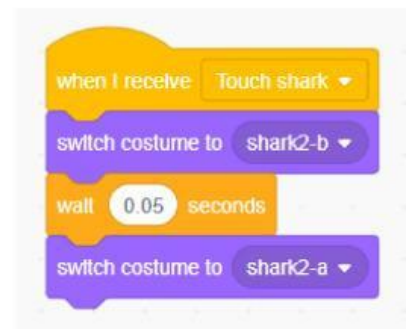 when I receive Touch shark
switch costume to shark2-b
wait 0.05 seconds
switch costume to shark2-a